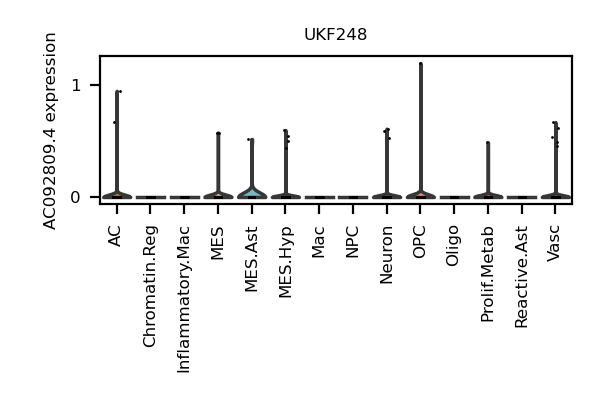 UKF248
AC092809.4 expression
1
0
AC
Chromatin.Reg
Inflammatory.Mac
MES
MES.Ast
MES.Hyp
Mac
NPC
Neuron
OPC
Oligo
Prolif.Metab
Reactive.Ast
Vasc